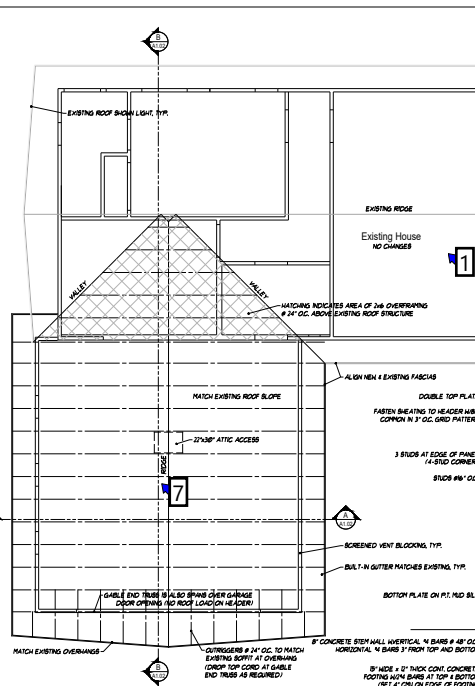 B
A1.02
EXISTING ROOF SHOWN LIGHT, TYP.
EXISTING RIDGE
Existing House
NO CHANGES
1
VALLEY
VALLEY
HATCHING INDICATES AREA OF 2x6 OVERFRAMING
@ 24" O.C. ABOVE EXISTING ROOF STRUCTURE
ALIGN NEW & EXISTING FASCIAS
MATCH EXISTING ROOF SLOPE
DOUBLE TOP PLAT
FASTEN SHEATING TO HEADER W/8
COMMON IN 3" O.C. GRID PATTER
22"x30" ATTIC ACCESS
3 STUDS AT EDGE OF PANE
(4-STUD CORNER
RIDGE
STUDS @16" O.C
7
A
A1.02
SCREENED VENT BLOCKING, TYP.
BUILT-IN GUTTER MATCHES EXISTING, TYP.
GABLE END TRUSS IS ALSO SPANS OVER GARAGE
DOOR OPENING (NO ROOF LOAD ON HEADER)
BOTTOM PLATE ON P.T. MUD SIL
MATCH EXISTING OVERHANGS
OUTRIGGERS @ 24" O.C. TO MATCH
EXISTING SOFFIT AT OVERHANG
(DROP TOP CORD AT GABLE
END TRUSS AS REQUIRED)
8" CONCRETE STEM WALL W/VERTICAL #4 BARS @ 48" O.C
HORIZONTAL #4 BARS 3" FROM TOP AND BOTTO
15" WIDE x 12" THICK CONT. CONCRETE
FOOTING W/2#4 BARS AT TOP & BOTTO
B
A1.02